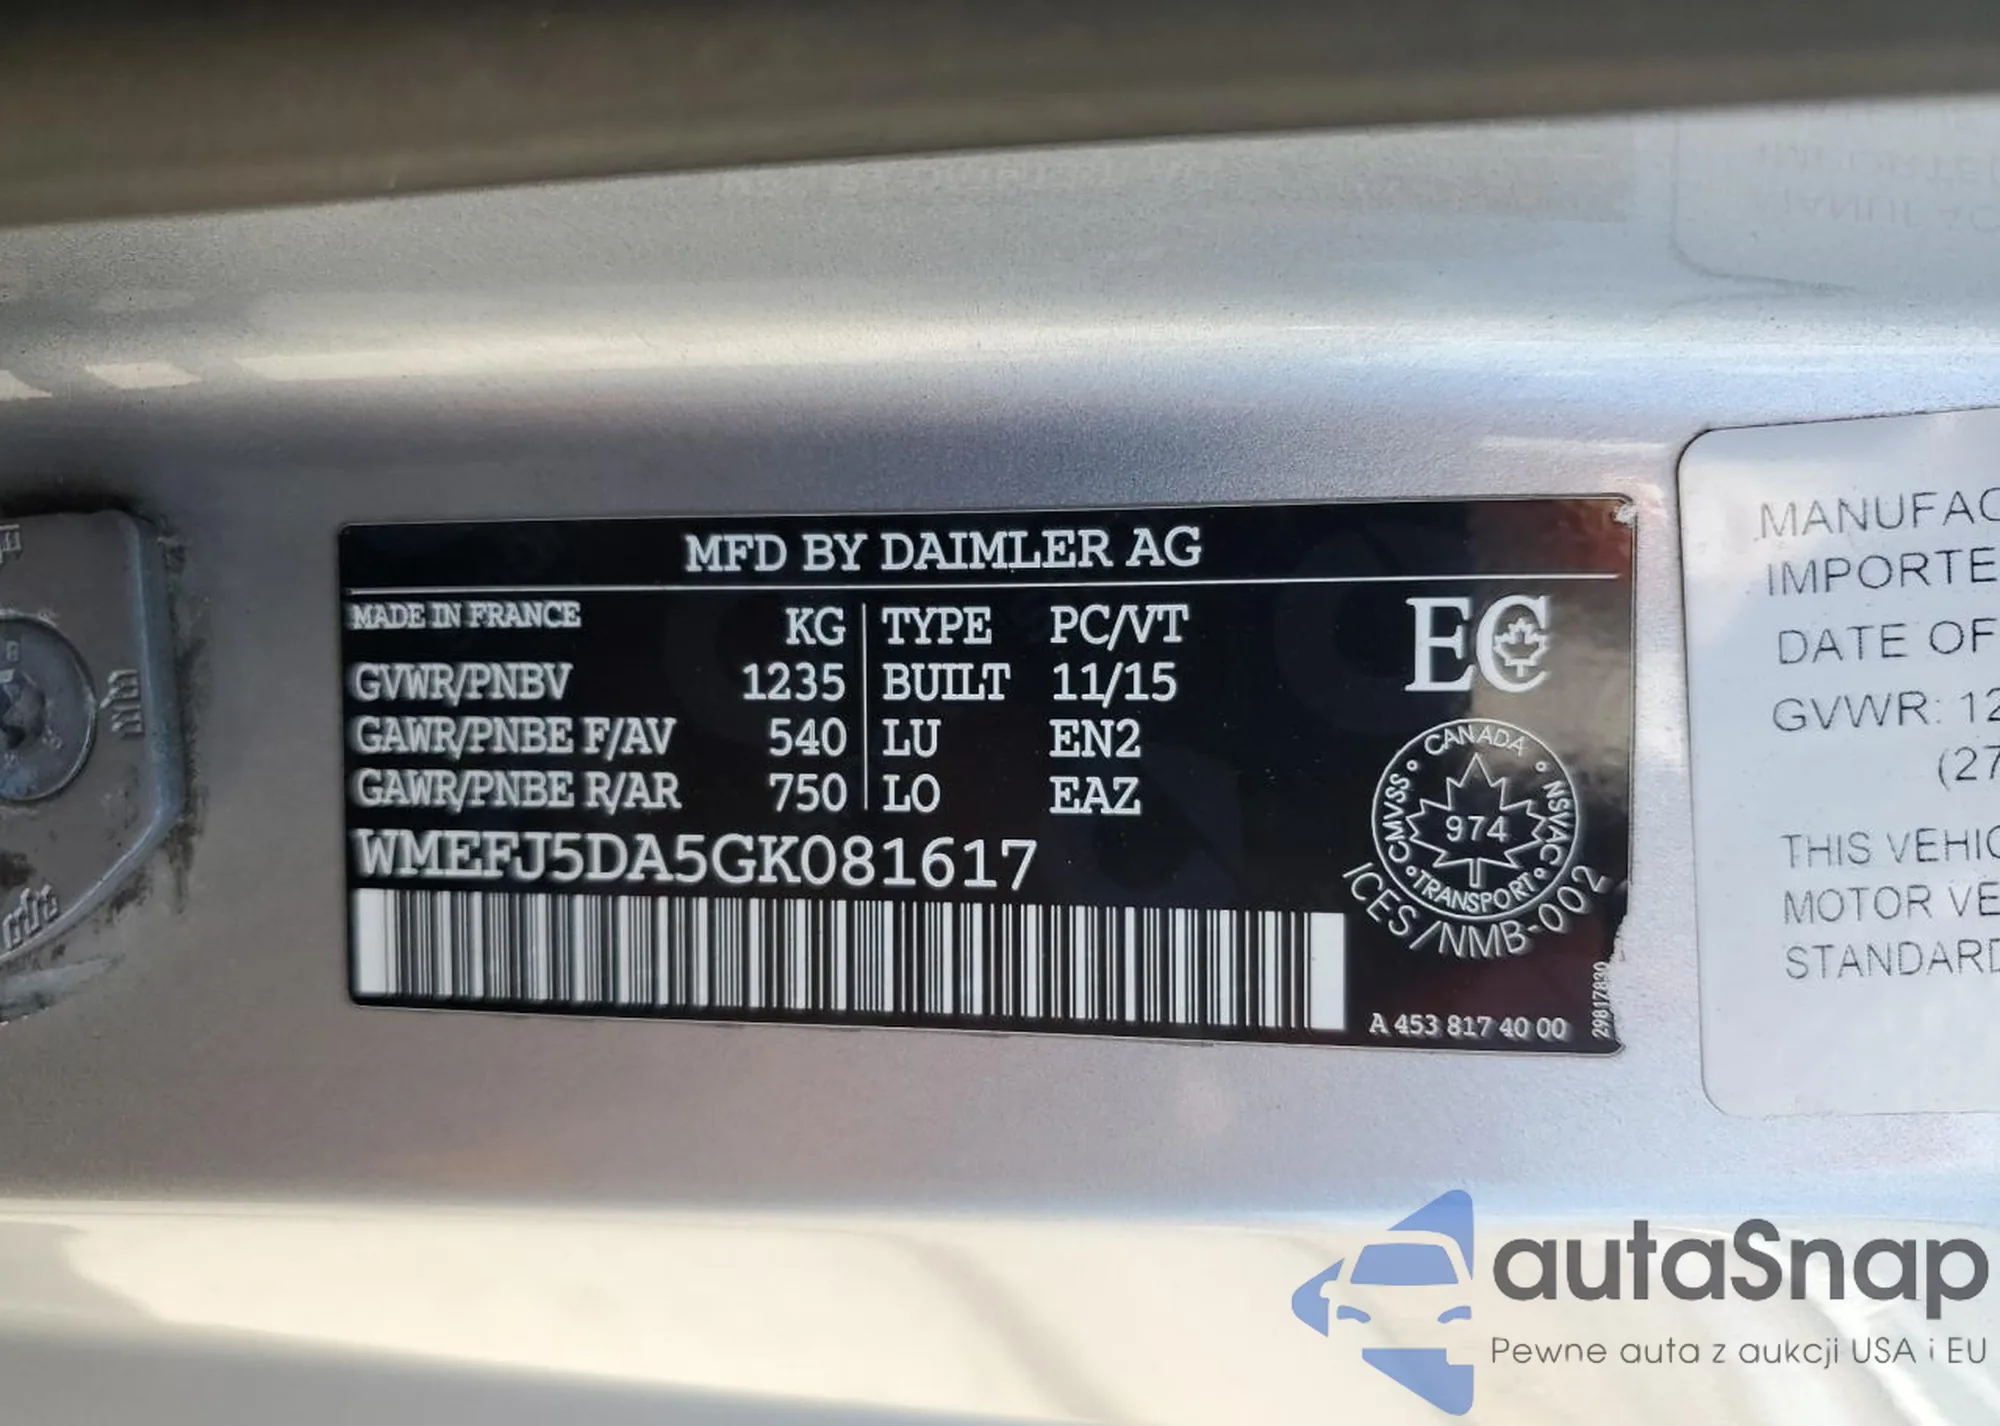 MFD BY DAIMLER AG
MADE IN FRANCE KG TYPE PC/VT
GVWR/PNBV 1235 BUILT 11/15
GAWR/PNBE F/AV 540 LU EN2
GAWR/PNBE R/AR 750 LO EAZ
WMEFJ5DA5GK081617
EC
CANADA
CMVSS NSVAC
974
TRANSPORT
ICES/NMB-002
A 453 817 40 00
29817830
MANUFAC
IMPORTE
DATE OF
GVWR: 12
(27
THIS VEHIC
MOTOR VE
STANDARD
autaSnap
Pewne auta z aukcji USA i EU